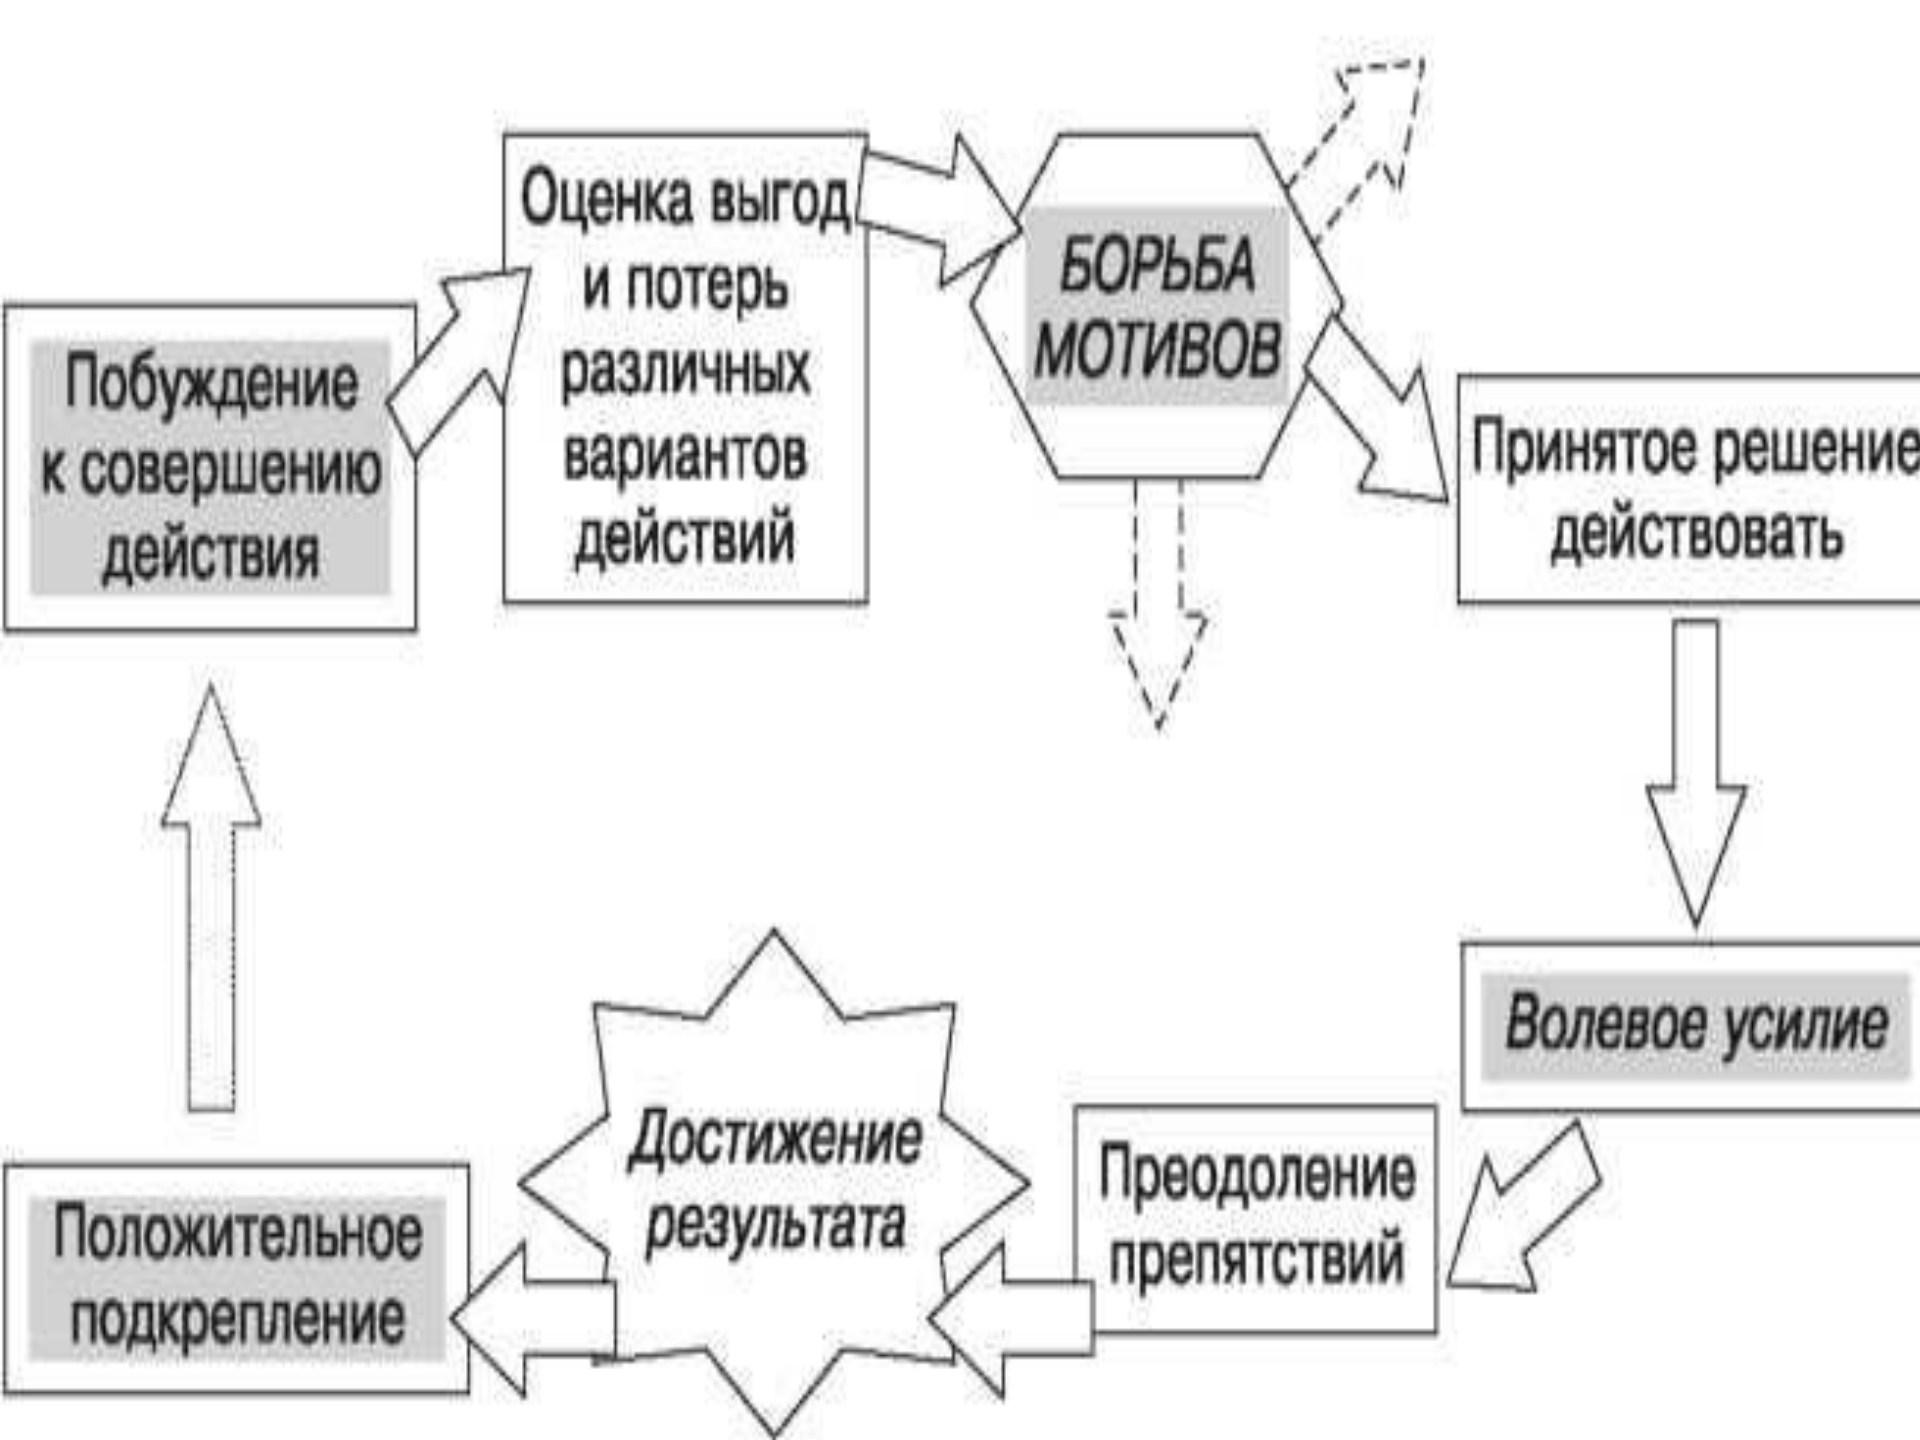 Побуждение
к совершению
действия
Оценка выгод
и потерь
различных
вариантов
действий
БОРЬБА
МОТИВОВ
Принятое решение
действовать
Волевое усилие
Преодоление
препятствий
Достижение
результата
Положительное
подкрепление